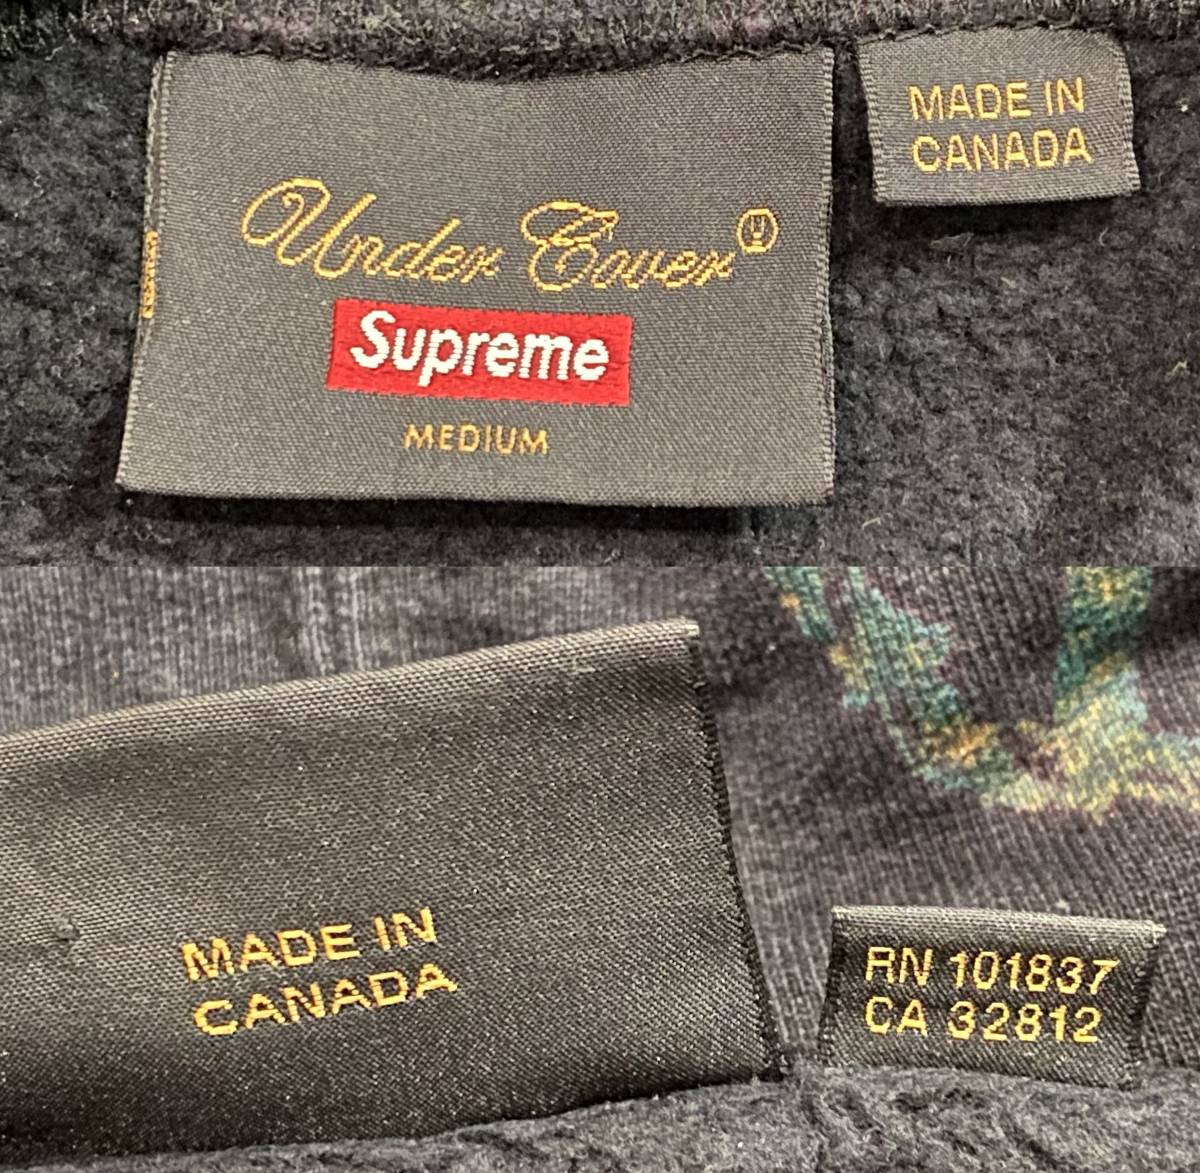 Under Cover
Supreme
MEDIUM
MADE IN
CANADA
MADE IN
CANADA
RN 101837
CA 32812